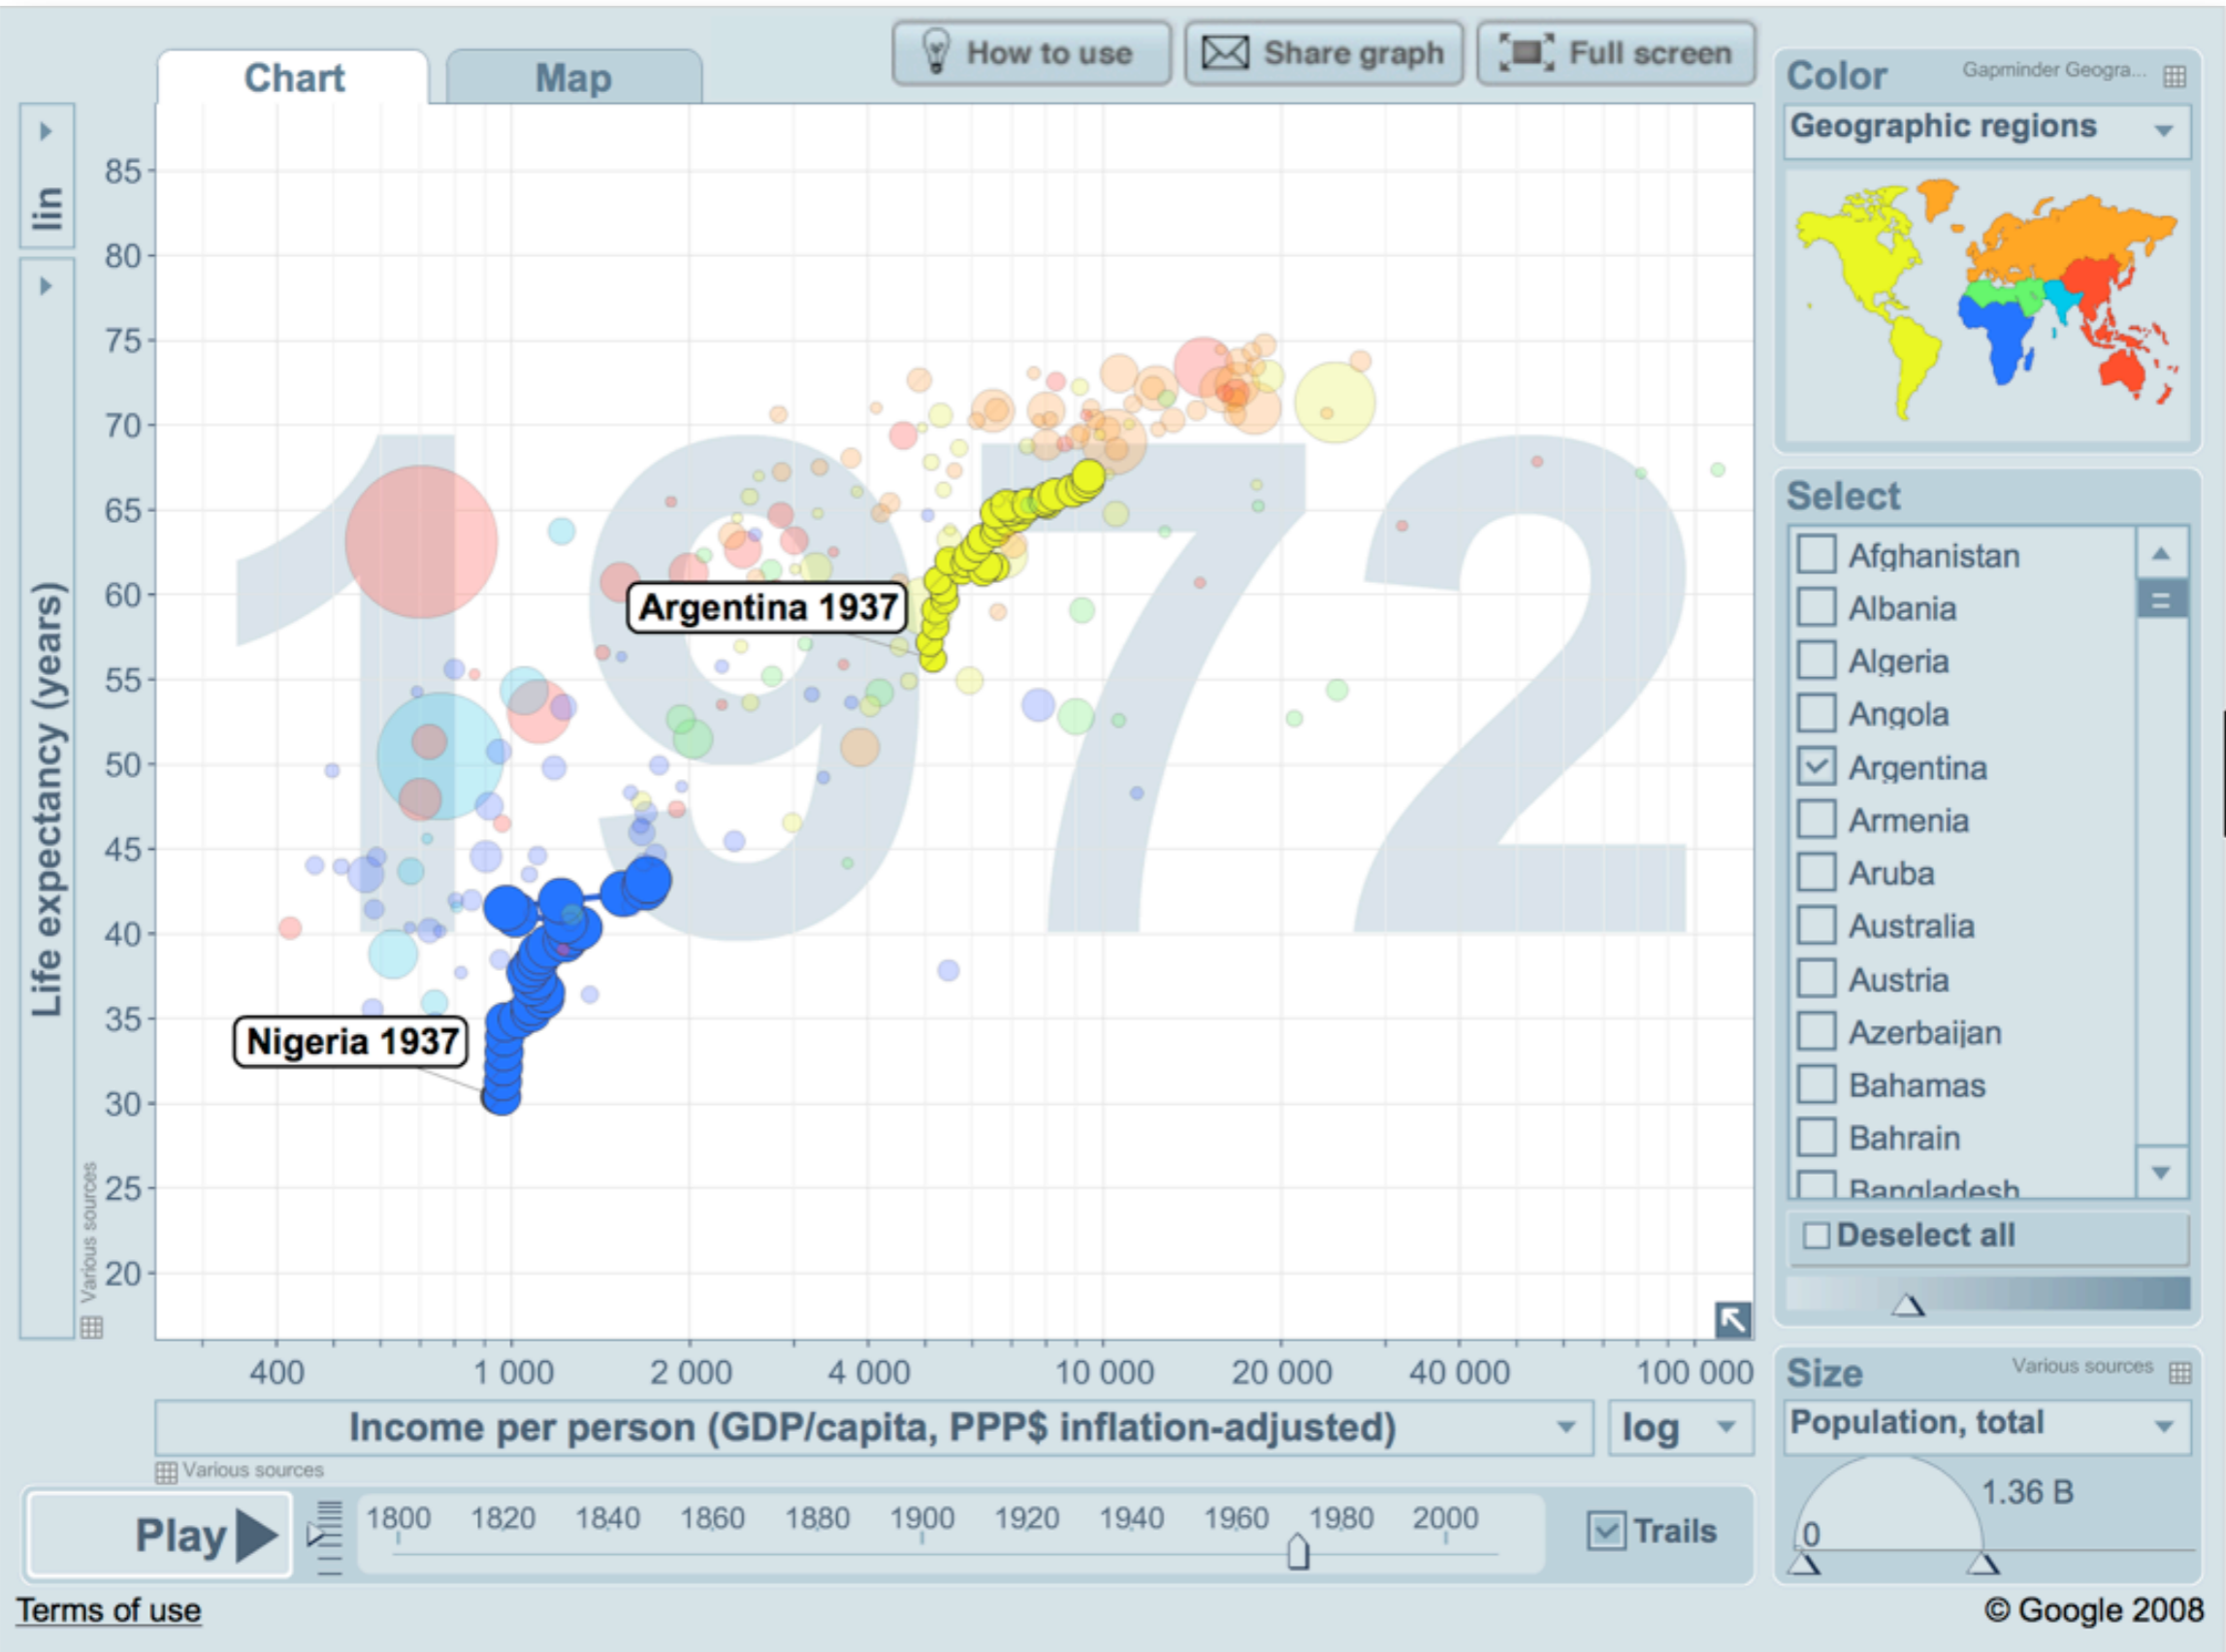 How to use
Share graph
Full screen
Chart
Map
lin
Life expectancy (years)
Various sources
85
80
75
70
65
60
55
50
45
40
35
30
25
20
1972
Argentina 1937
Nigeria 1937
400
1 000
2 000
4 000
10 000
20 000
40 000
100 000
Income per person (GDP/capita, PPP$ inflation-adjusted)
log
Various sources
Play
1800
1820
1840
1860
1880
1900
1920
1940
1960
1980
2000
Trails
Terms of use
Color
Gapminder Geogra...
Geographic regions
Select
Afghanistan
Albania
Algeria
Angola
Argentina
Armenia
Aruba
Australia
Austria
Azerbaijan
Bahamas
Bahrain
Bangladesh
Deselect all
Size
Various sources
Population, total
1.36 B
0
© Google 2008